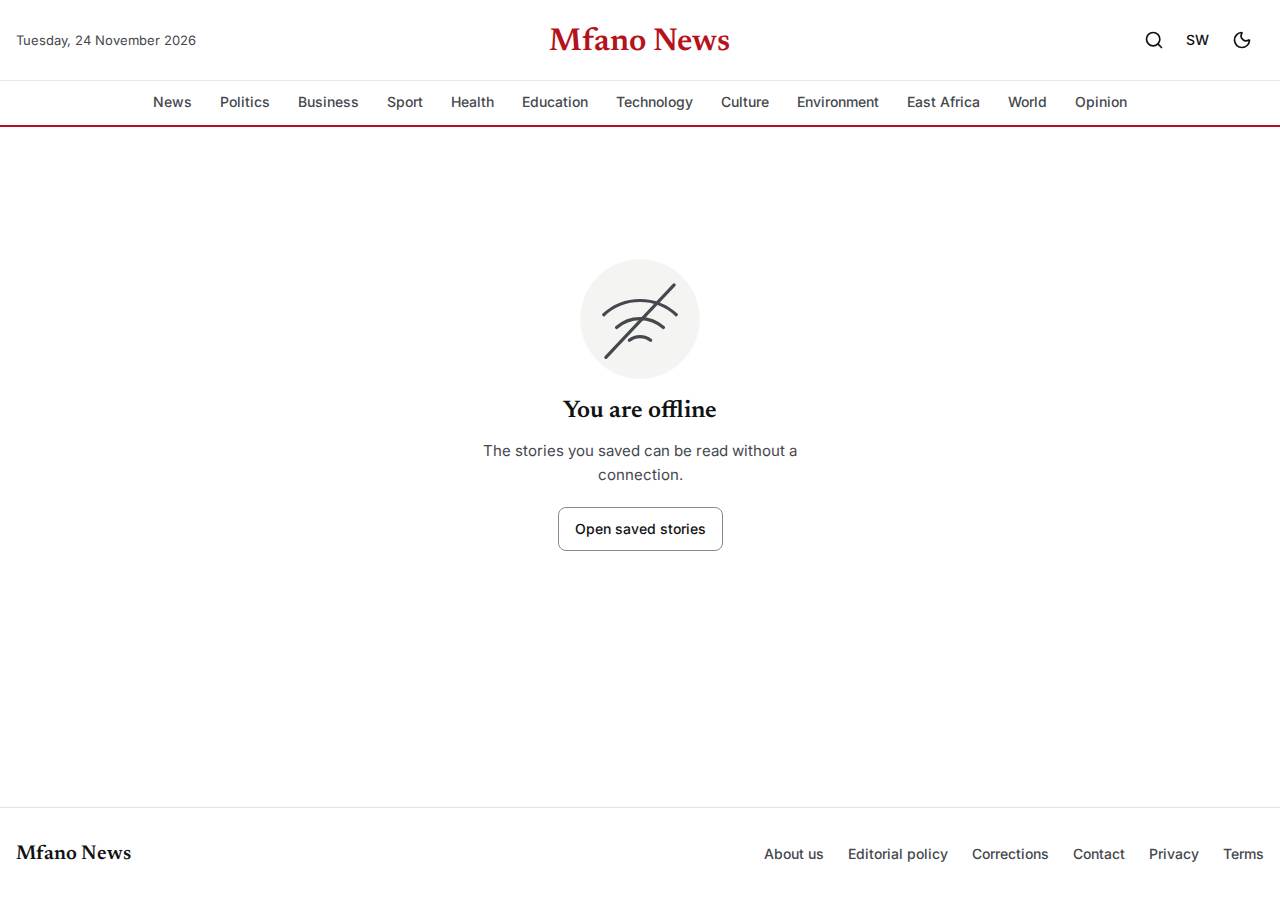 Tuesday, 24 November 2026
Mfano News
SW
News Politics Business Sport Health Education Technology Culture Environment East Africa World Opinion
You are offline
The stories you saved can be read without a
connection.
Open saved stories
Mfano News
About us Editorial policy Corrections Contact Privacy Terms